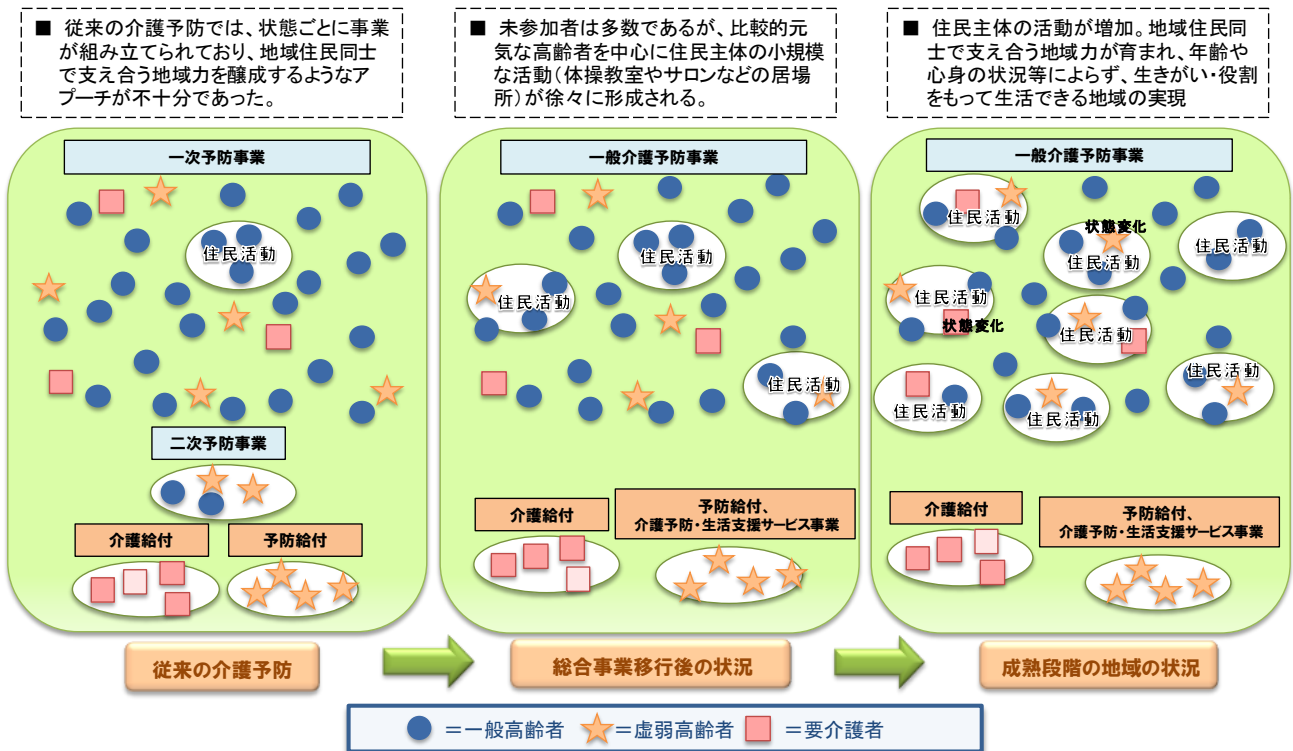 ■ 従来の介護予防では、状態ごとに事業
が組み立てられており、地域住民同士
で支え合う地域力を醸成するようなア
プーチが不十分であった。
■ 未参加者は多数であるが、比較的元
気な高齢者を中心に住民主体の小規模
な活動(体操教室やサロンなどの居場
所)が徐々に形成される。
■ 住民主体の活動が増加。地域住民同
士で支え合う地域力が育まれ、年齢や
心身の状況等によらず、生きがい・役割
をもって生活できる地域の実現
一次予防事業
住民活動
二次予防事業
介護給付
予防給付
一般介護予防事業
住民活動
住民活動
住民活動
介護給付
予防給付、
介護予防・生活支援サービス事業
一般介護予防事業
住民活動
状態変化
住民活動
住民活動
住民活動
状態変化
住民活動
住民活動
住民活動
住民活動
介護給付
予防給付、
介護予防・生活支援サービス事業
従来の介護予防
総合事業移行後の状況
成熟段階の地域の状況
=一般高齢者
=虚弱高齢者
=要介護者